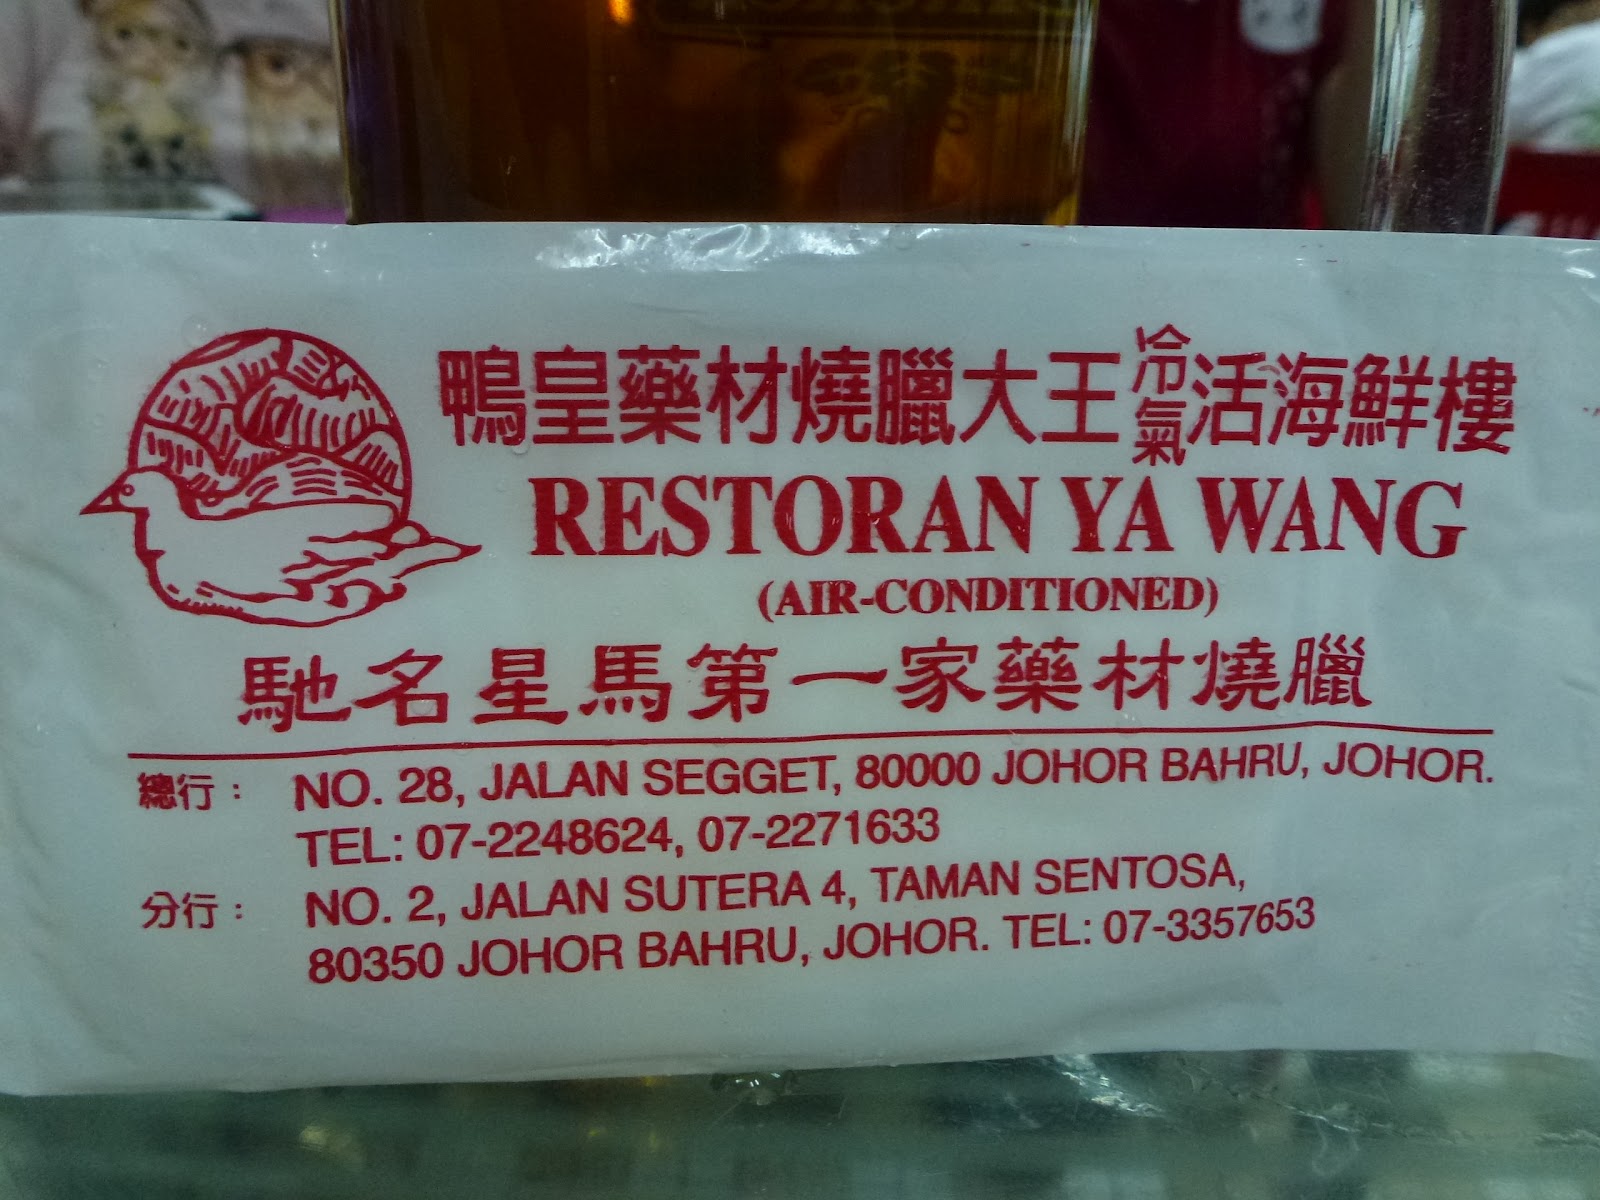 鴨皇藥材燒臘大王冷氣活海鮮樓
RESTORAN YA WANG
(AIR-CONDITIONED)
馳名星馬第一家藥材燒臘
總行： NO. 28, JALAN SEGGET, 80000 JOHOR BAHRU, JOHOR.
TEL: 07-2248624, 07-2271633
分行： NO. 2, JALAN SUTERA 4, TAMAN SENTOSA,
80350 JOHOR BAHRU, JOHOR. TEL: 07-3357653